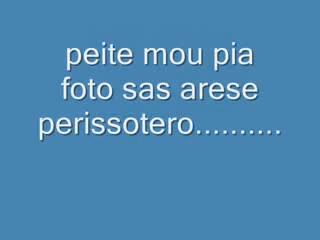 peite mou pia
foto sas arese
perissotero..........